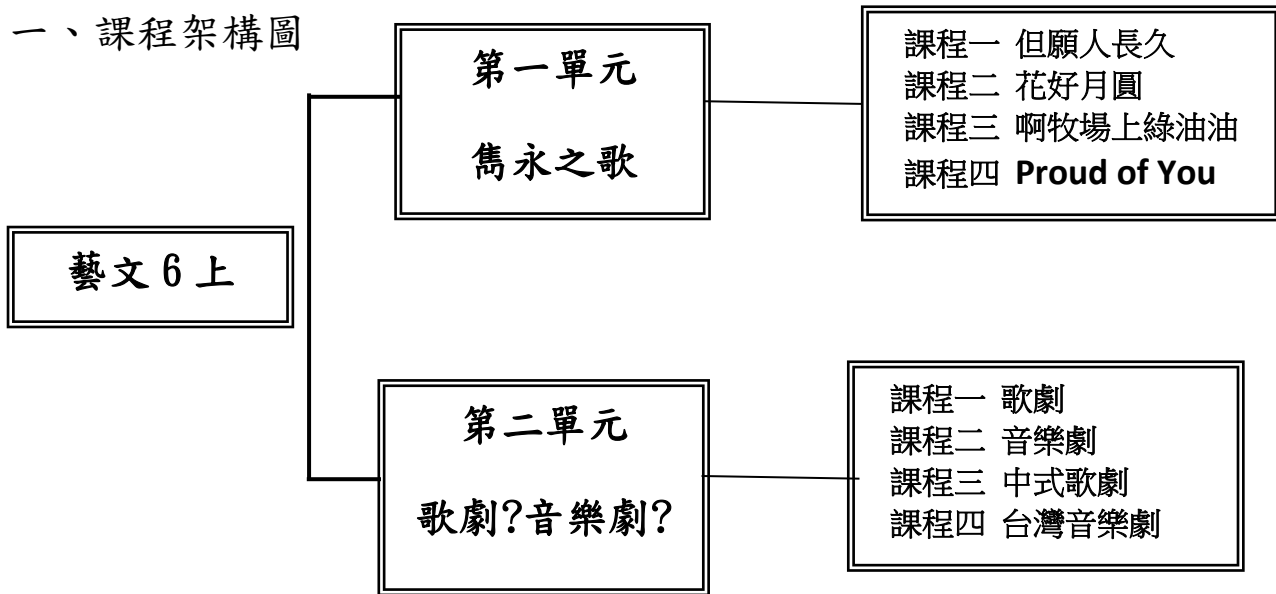 一、課程架構圖
藝文 6 上
第一單元
雋永之歌
課程一 但願人長久
課程二 花好月圓
課程三 啊牧場上綠油油
課程四 Proud of You
第二單元
歌劇?音樂劇?
課程一 歌劇
課程二 音樂劇
課程三 中式歌劇
課程四 台灣音樂劇